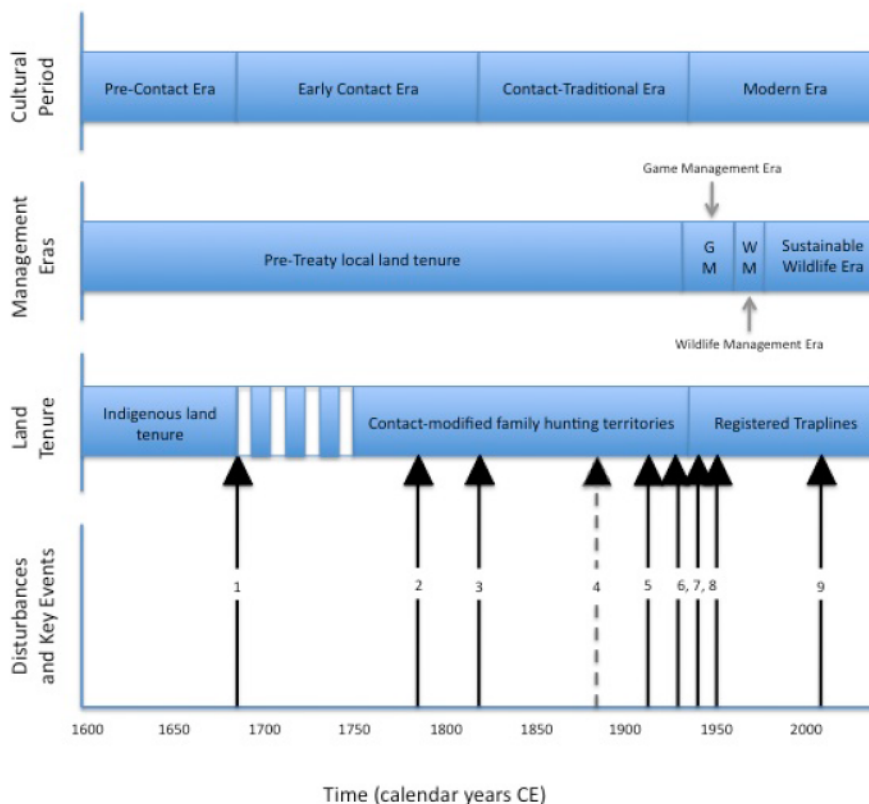 Cultural
Period
Pre-Contact Era
Early Contact Era
Contact-Traditional Era
Modern Era
Game Management Era
Management
Eras
Pre-Treaty local land tenure
G
M
W
M
Sustainable
Wildlife Era
Wildlife Management Era
Land
Tenure
Indigenous land
tenure
Contact-modified family hunting territories
Registered Traplines
Disturbances
and Key Events
1
2
3
4
5
6, 7, 8
9
1600
1650
1700
1750
1800
1850
1900
1950
2000
Time (calendar years CE)